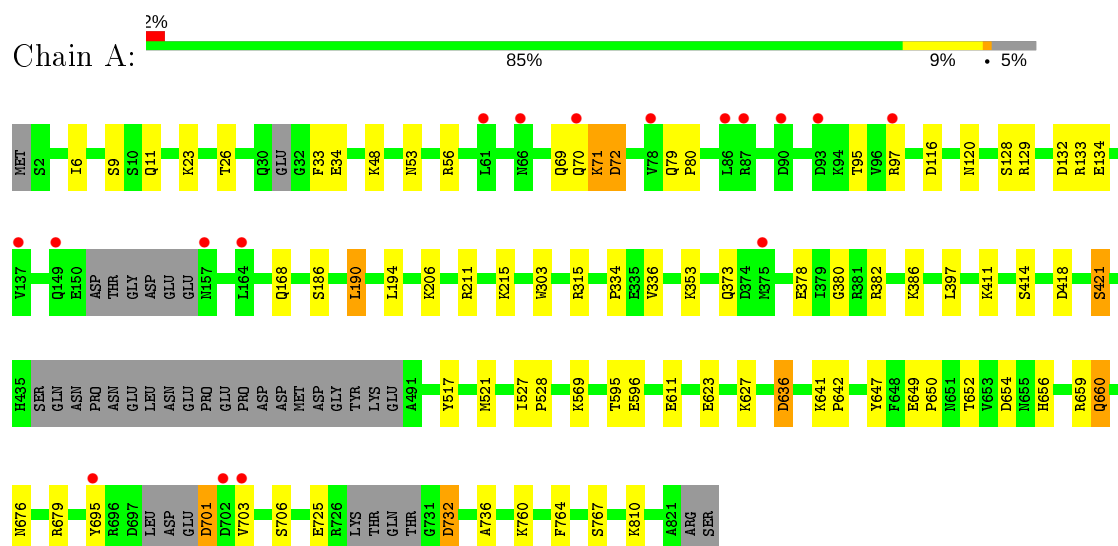 2%
Chain A:
85% 9% • 5%
MET S2 I6 S9 S10 Q11 K23 T26 Q30 GLU G32 F33 E34 K48 N53 R56 L61 N66 Q69 Q70 K71 D72 V78 Q79 P80 L86 R87 D90 D93 K94 T95 V96 R97 D116 N120 S128 R129 D132 R133 E134
V137 Q149 E150 ASP THR GLY ASP GLU GLU N157 L164 Q168 S186 L190 L194 K206 R211 K215 W303 R315 P334 E335 V336 K353 Q373 D374 M375 E378 I379 G380 R381 R382 K386 L397 K411 S414 D418 S421
H435 SER GLN ASN PRO ASN GLU LEU ASN GLU PRO GLU PRO ASP ASP MET ASP GLY TYR LYS GLU A491 Y517 M521 I527 P528 K569 T595 E596 E611 E623 K627 D636 K641 P642 Y647 F648 E649 P650 N651 T652 V653 D654 N655 H656 R659 Q660
N676 R679 Y695 R696 D697 LEU ASP GLU D701 D702 V703 S706 E725 R726 LYS THR GLN THR G731 D732 A736 K760 F764 S767 K810 A821 ARG SER